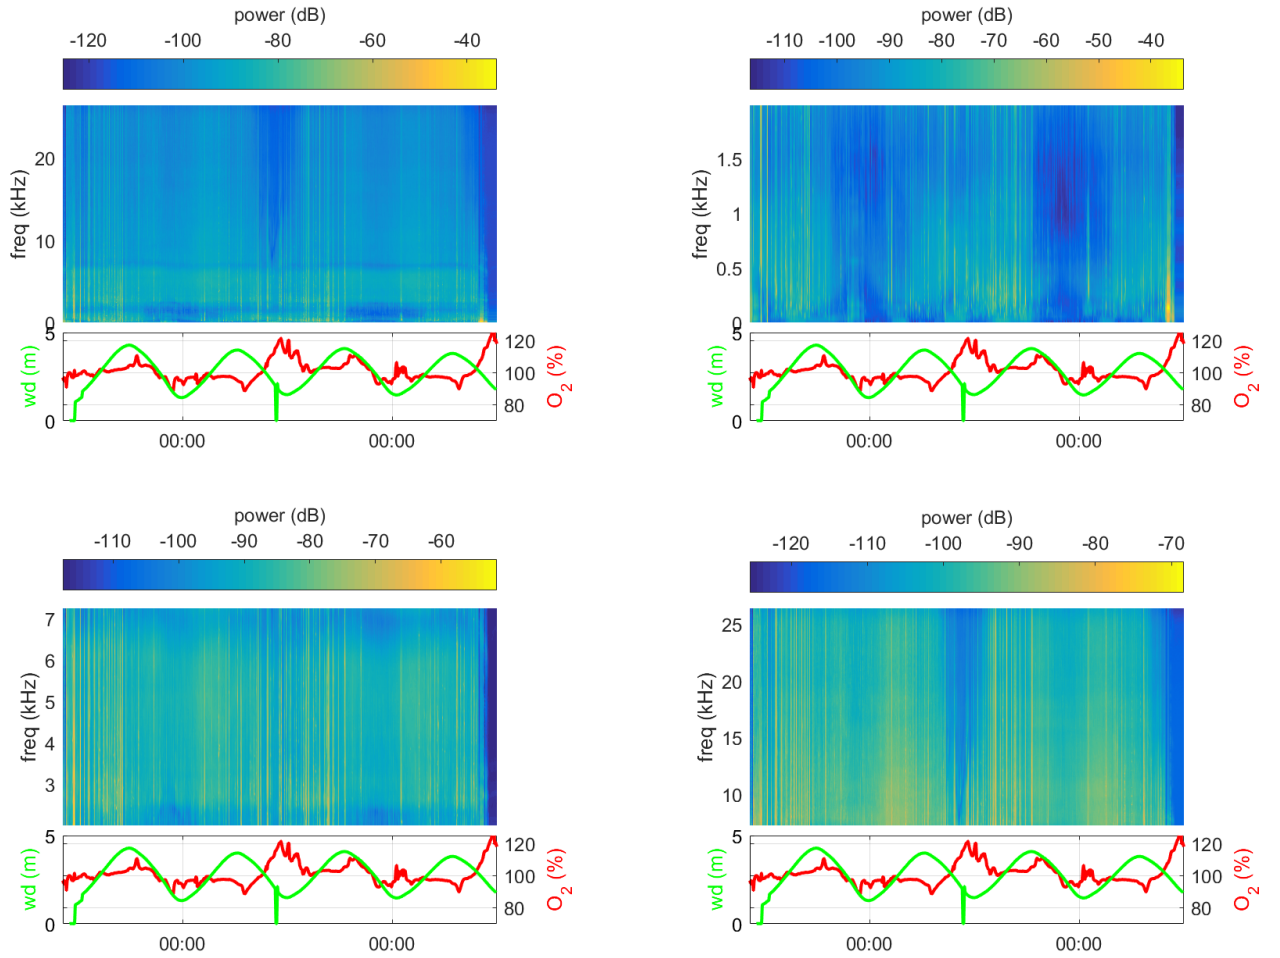 power (dB)
-120 -100 -80 -60 -40
freq (kHz)
20
10
0
wd (m)
5
0
120
100
80
O2 (%)
00:00 00:00
power (dB)
-110 -100 -90 -80 -70 -60 -50 -40
freq (kHz)
1.5
1
0.5
0
wd (m)
5
0
120
100
80
O2 (%)
00:00 00:00
power (dB)
-110 -100 -90 -80 -70 -60
freq (kHz)
7
6
5
4
3
wd (m)
5
0
120
100
80
O2 (%)
00:00 00:00
power (dB)
-120 -110 -100 -90 -80 -70
freq (kHz)
25
20
15
10
wd (m)
5
0
120
100
80
O2 (%)
00:00 00:00